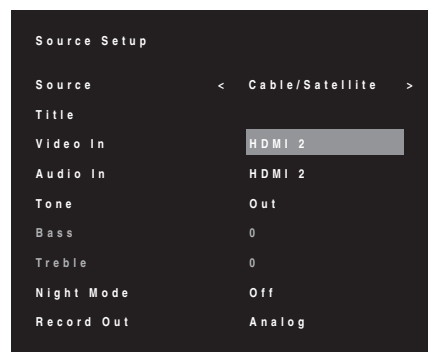 Source Setup
Source < Cable/Satellite >
Title
Video In HDMI 2
Audio In HDMI 2
Tone Out
Bass 0
Treble 0
Night Mode Off
Record Out Analog